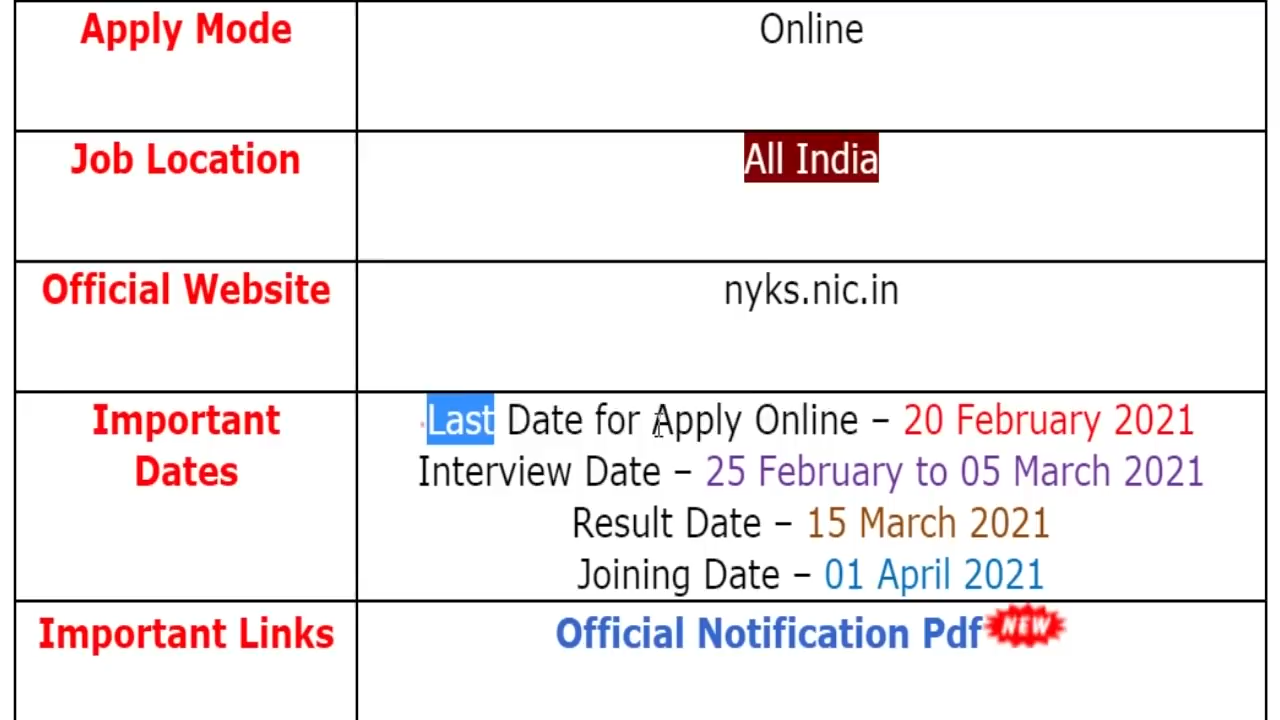 Apply Mode
Online
Job Location
All India
Official Website
nyks.nic.in
Important
Dates
Last Date for Apply Online – 20 February 2021
Interview Date – 25 February to 05 March 2021
Result Date – 15 March 2021
Joining Date – 01 April 2021
Important Links
Official Notification Pdf NEW